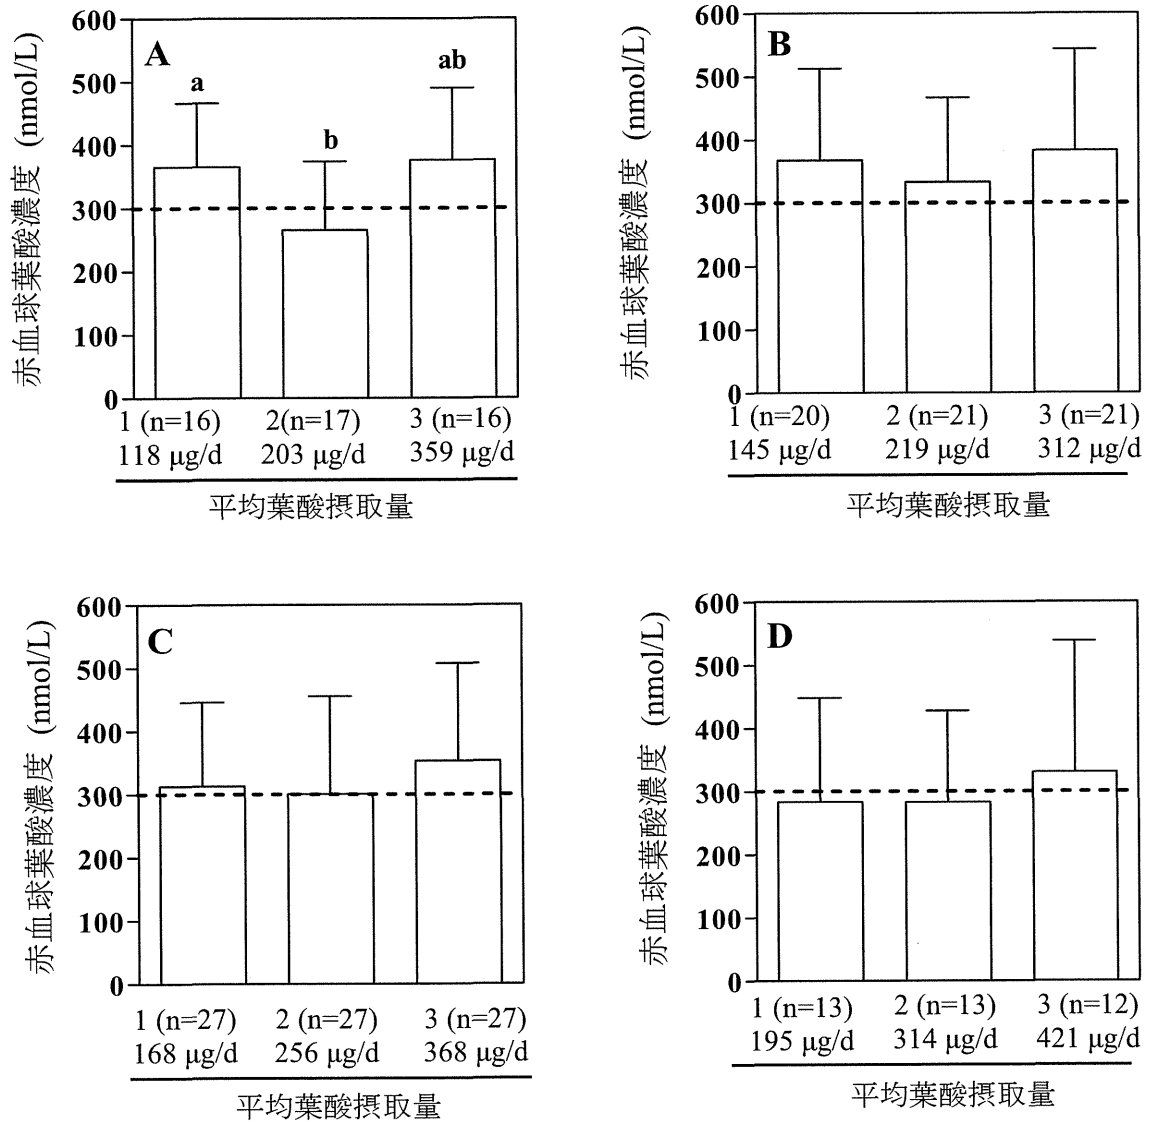 A
赤血球葉酸濃度 (nmol/L)
600
500
400
300
200
100
0
a
b
ab
1 (n=16)
2(n=17)
3 (n=16)
118 μg/d
203 μg/d
359 μg/d
平均葉酸摂取量
B
赤血球葉酸濃度 (nmol/L)
600
500
400
300
200
100
0
1 (n=20)
2 (n=21)
3 (n=21)
145 μg/d
219 μg/d
312 μg/d
平均葉酸摂取量
C
赤血球葉酸濃度 (nmol/L)
600
500
400
300
200
100
0
1 (n=27)
2 (n=27)
3 (n=27)
168 μg/d
256 μg/d
368 μg/d
平均葉酸摂取量
D
赤血球葉酸濃度 (nmol/L)
600
500
400
300
200
100
0
1 (n=13)
2 (n=13)
3 (n=12)
195 μg/d
314 μg/d
421 μg/d
平均葉酸摂取量